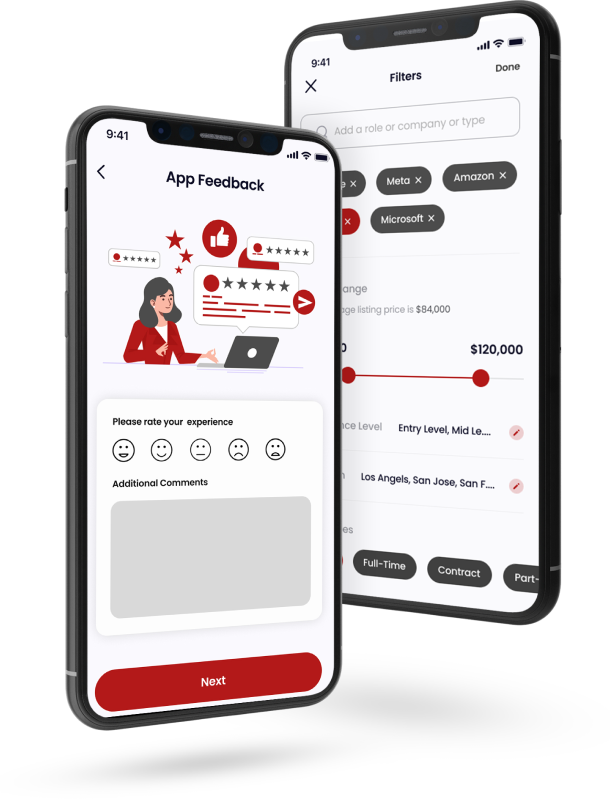 9:41
App Feedback
Please rate your experience
Additional Comments
Next
9:41
Filters
Done
Add a role or company or type
Meta ×
Amazon ×
Microsoft ×
ange
age listing price is $84,000
0
$120,000
nce Level
Entry Level, Mid Le....
Los Angels, San Jose, San F....
es
Full-Time
Contract
Part-